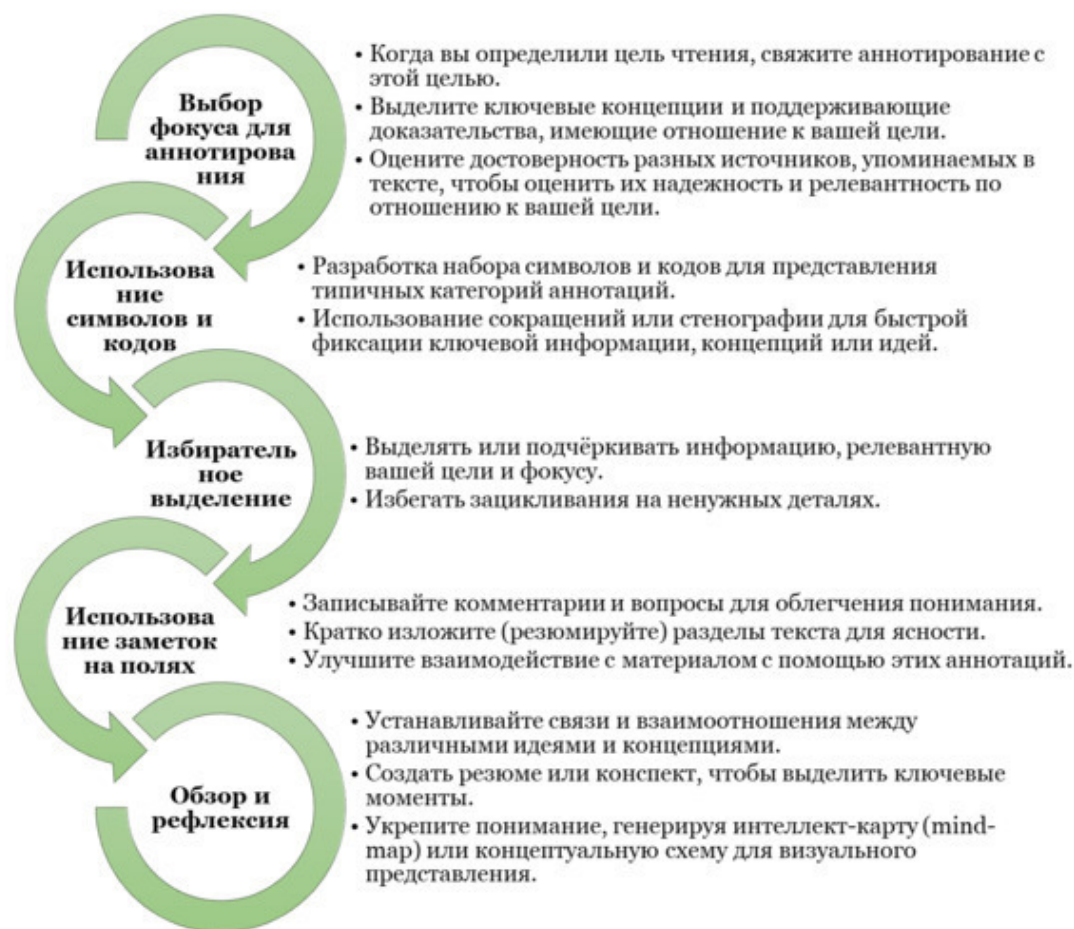 Выбор
фокуса для
аннотирова
ния
• Когда вы определили цель чтения, свяжите аннотирование с
этой целью.
• Выделите ключевые концепции и поддерживающие
доказательства, имеющие отношение к вашей цели.
• Оцените достоверность разных источников, упоминаемых в
тексте, чтобы оценить их надежность и релевантность по
отношению к вашей цели.
Использова
ние
символов и
кодов
• Разработка набора символов и кодов для представления
типичных категорий аннотаций.
• Использование сокращений или стенографии для быстрой
фиксации ключевой информации, концепций или идей.
Избиратель
ное
выделение
• Выделять или подчёркивать информацию, релевантную
вашей цели и фокусу.
• Избегать зацикливания на ненужных деталях.
Использова
ние заметок
на полях
• Записывайте комментарии и вопросы для облегчения понимания.
• Кратко изложите (резюмируйте) разделы текста для ясности.
• Улучшите взаимодействие с материалом с помощью этих аннотаций.
Обзор и
рефлексия
• Устанавливайте связи и взаимоотношения между
различными идеями и концепциями.
• Создать резюме или конспект, чтобы выделить ключевые
моменты.
• Укрепите понимание, генерируя интеллект-карту (mind-
map) или концептуальную схему для визуального
представления.